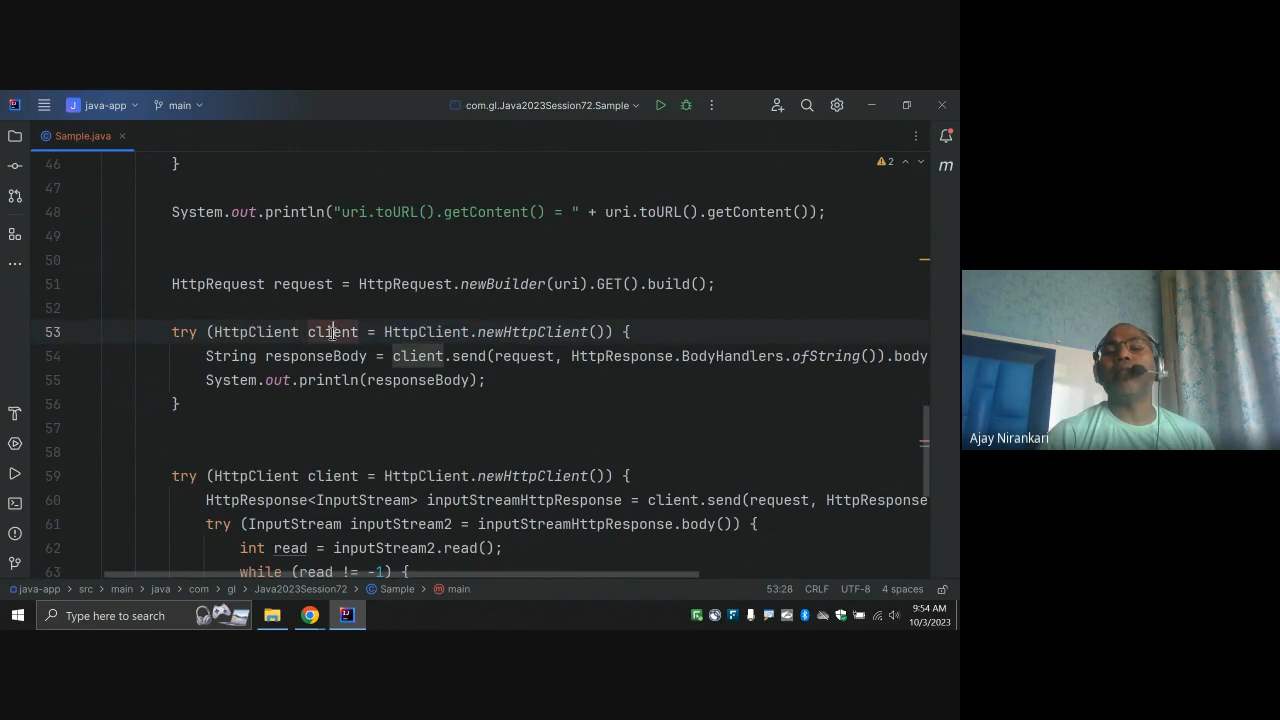 java-app
main
com.gl.Java2023Session72.Sample
Sample.java
2
46 }
47
48 System.out.println("uri.toURL().getContent() = " + uri.toURL().getContent());
49
50
51 HttpRequest request = HttpRequest.newBuilder(uri).GET().build();
52
53 try (HttpClient client = HttpClient.newHttpClient()) {
54 String responseBody = client.send(request, HttpResponse.BodyHandlers.ofString()).body
55 System.out.println(responseBody);
56 }
57
58
59 try (HttpClient client = HttpClient.newHttpClient()) {
60 HttpResponse<InputStream> inputStreamHttpResponse = client.send(request, HttpResponse
61 try (InputStream inputStream2 = inputStreamHttpResponse.body()) {
62 int read = inputStream2.read();
63 while (read != -1) {
java-app > src > main > java > com > gl > Java2023Session72 > Sample > main
53:28 CRLF UTF-8 4 spaces
Type here to search
9:54 AM
10/3/2023
Ajay Nirankari